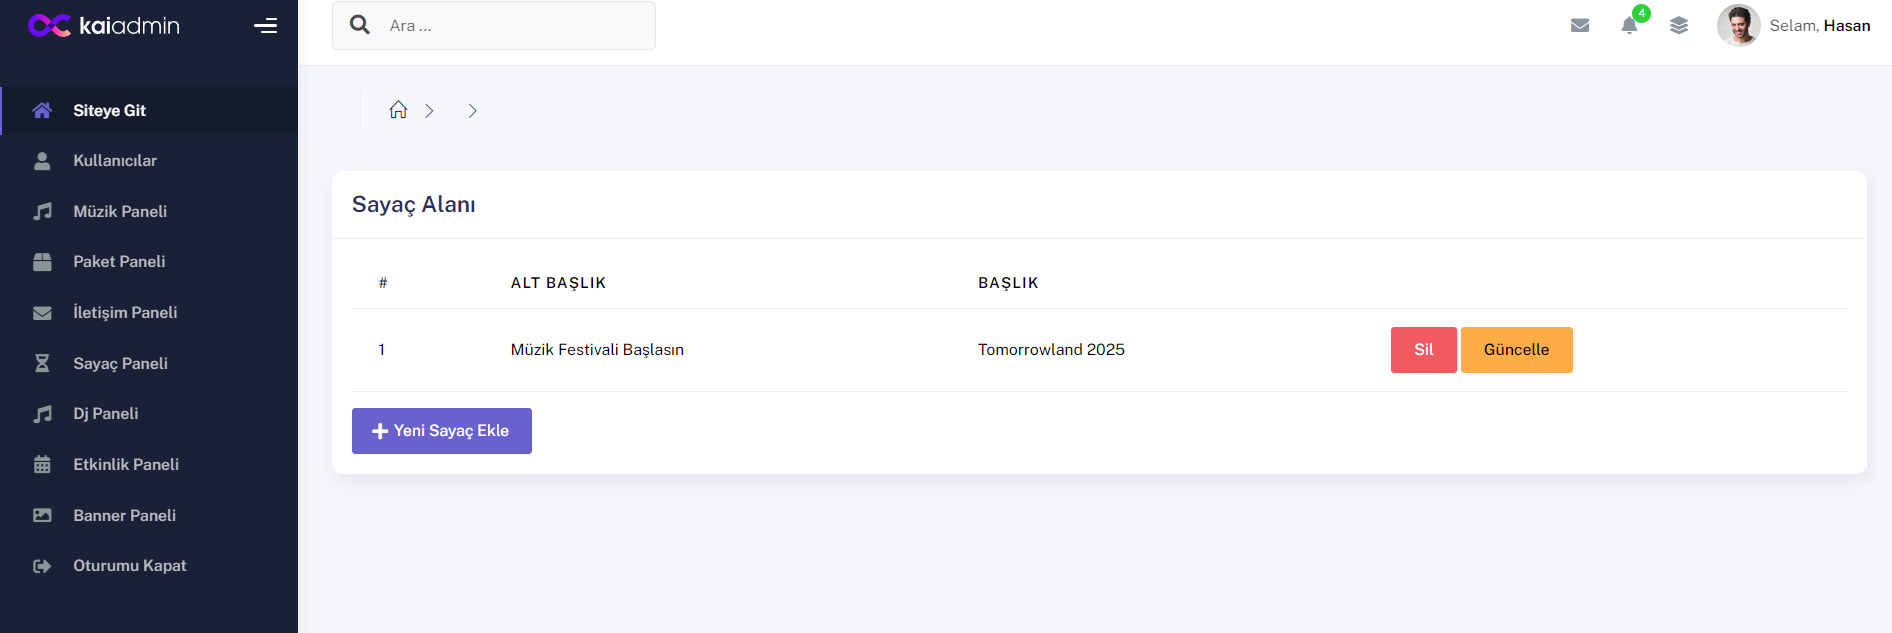 kaiadmin
Ara ...
4
Selam, Hasan
Siteye Git
Kullanıcılar
Müzik Paneli
Paket Paneli
İletişim Paneli
Sayaç Paneli
Dj Paneli
Etkinlik Paneli
Banner Paneli
Oturumu Kapat
Sayaç Alanı
# ALT BAŞLIK BAŞLIK
1 Müzik Festivali Başlasın Tomorrowland 2025 Sil Güncelle
Yeni Sayaç Ekle